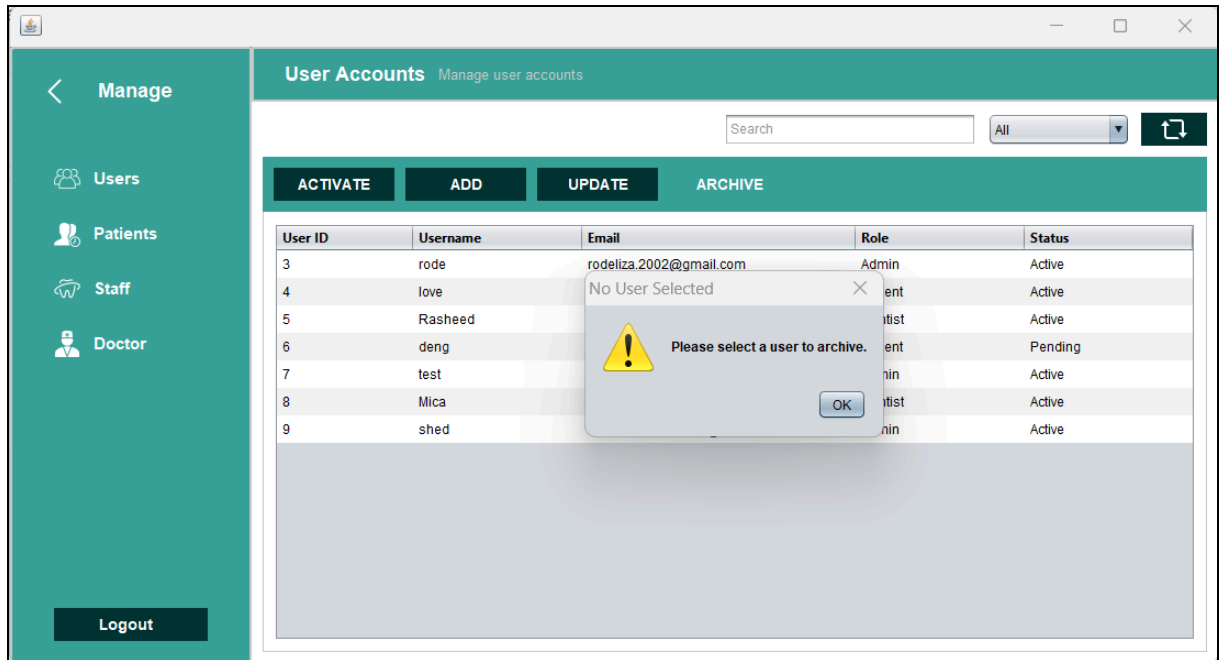 Manage
User Accounts Manage user accounts
Search All
Users
Patients
Staff
Doctor
ACTIVATE ADD UPDATE ARCHIVE
User ID Username Email Role Status
3 rode rodeliza.2002@gmail.com Admin Active
4 love Active
5 Rasheed Active
6 deng Pending
7 test Active
8 Mica Active
9 shed Active
No User Selected
Please select a user to archive.
OK
Logout